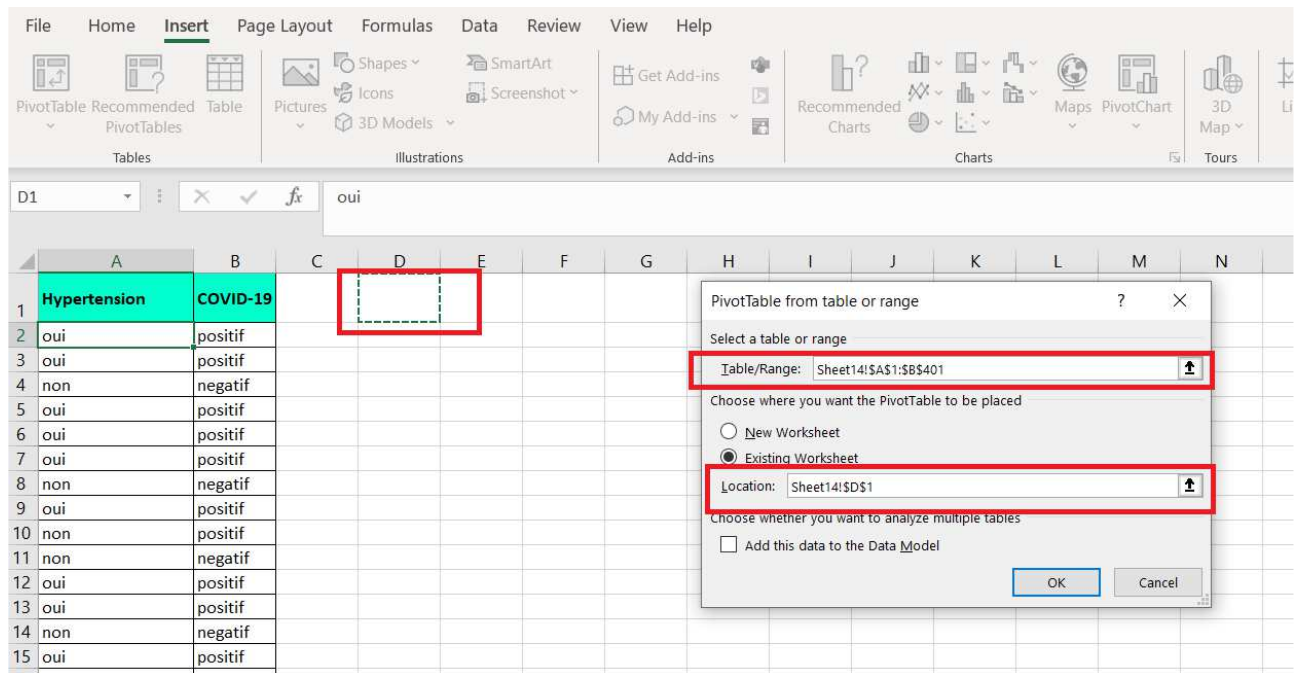 File Home Insert Page Layout Formulas Data Review View Help
PivotTable Recommended PivotTables Table
Tables
Pictures Shapes Icons 3D Models SmartArt Screenshot
Illustrations
Get Add-ins
My Add-ins
Add-ins
Recommended Charts Maps PivotChart
Charts
3D Map
Tours
Li
D1 fx oui
A B C D E F G H I J K L M N
1 Hypertension COVID-19
2 oui positif
3 oui positif
4 non negatif
5 oui positif
6 oui positif
7 oui positif
8 non negatif
9 oui positif
10 non positif
11 non negatif
12 oui positif
13 oui positif
14 non negatif
15 oui positif
PivotTable from table or range ? ×
Select a table or range
Table/Range: Sheet14!$A$1:$B$401
Choose where you want the PivotTable to be placed
New Worksheet
Existing Worksheet
Location: Sheet14!$D$1
Choose whether you want to analyze multiple tables
Add this data to the Data Model
OK Cancel